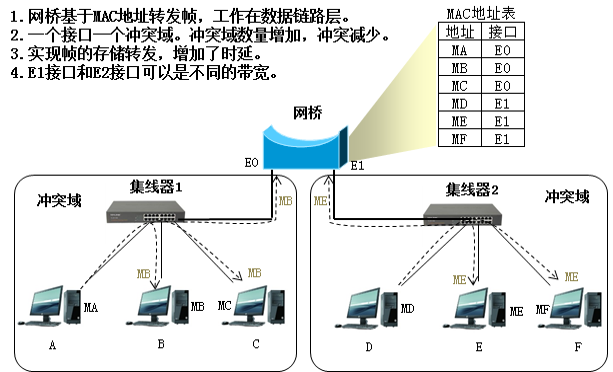 1.网桥基于MAC地址转发帧，工作在数据链路层。
2.一个接口一个冲突域。冲突域数量增加，冲突减少。
3.实现帧的存储转发，增加了时延。
4.E1接口和E2接口可以是不同的带宽。
MAC地址表
地址 接口
MA E0
MB E0
MC E0
MD E1
ME E1
MF E1
网桥
E0
E1
冲突域
集线器1
MB
ME
集线器2
冲突域
MB
MB
ME
ME
MA
MB
MC
MD
ME
MF
A
B
C
D
E
F